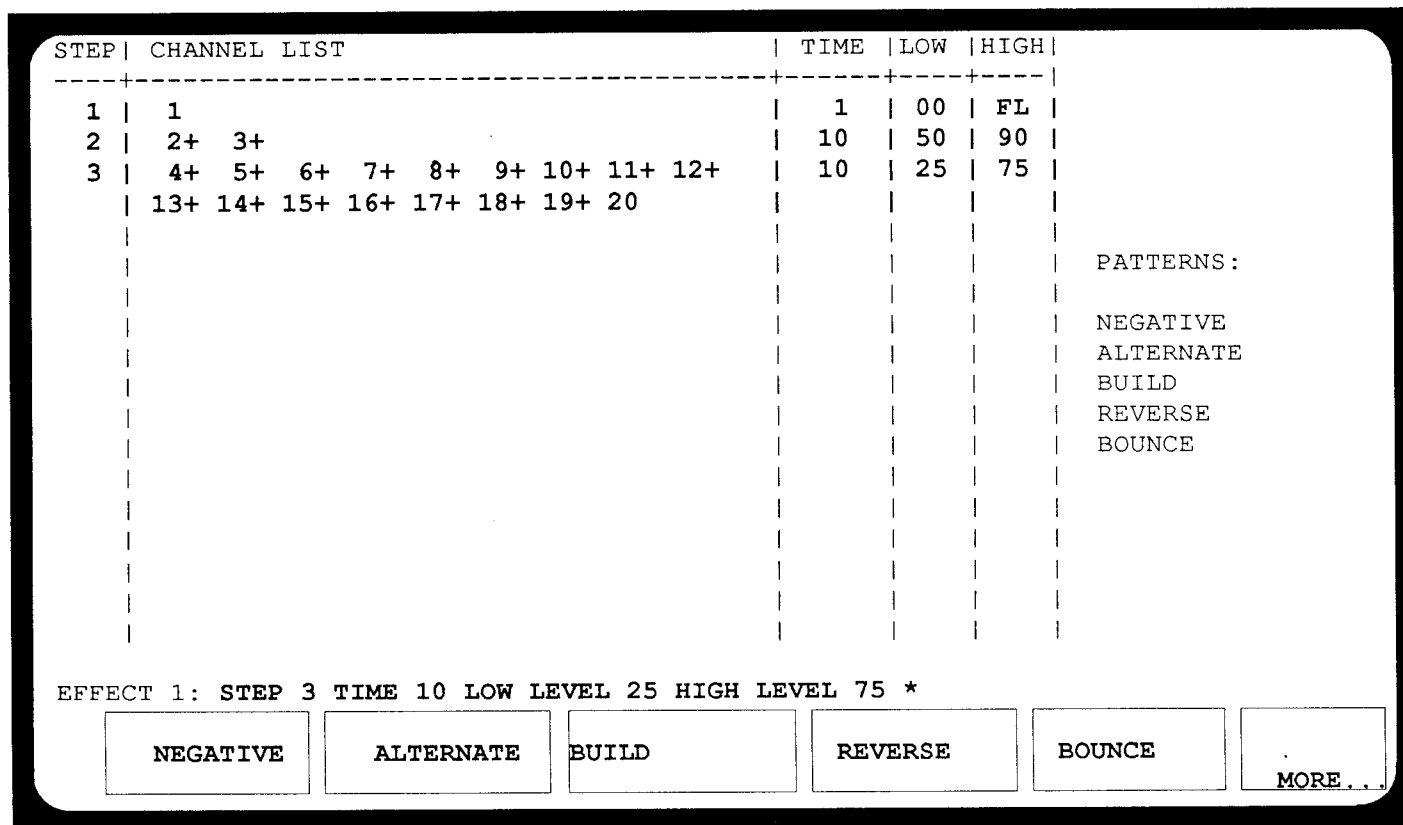 STEP| CHANNEL LIST | TIME |LOW |HIGH|
----+----------------------------------------+------+----+----|
1 | 1 | 1 | 00 | FL |
2 | 2+ 3+ | 10 | 50 | 90 |
3 | 4+ 5+ 6+ 7+ 8+ 9+ 10+ 11+ 12+ | 10 | 25 | 75 |
| 13+ 14+ 15+ 16+ 17+ 18+ 19+ 20 | | | |
PATTERNS:
NEGATIVE
ALTERNATE
BUILD
REVERSE
BOUNCE
EFFECT 1: STEP 3 TIME 10 LOW LEVEL 25 HIGH LEVEL 75 *
NEGATIVE ALTERNATE BUILD REVERSE BOUNCE MORE...